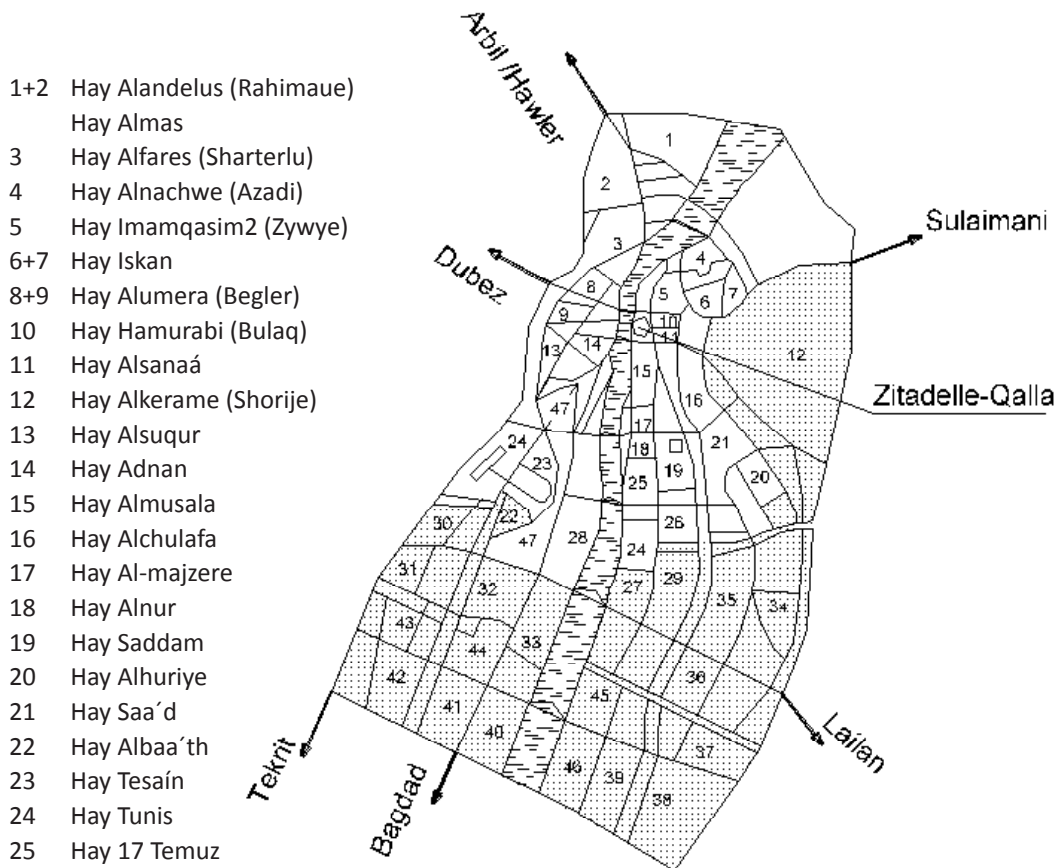 1+2 Hay Alandelus (Rahimaue)
Hay Almas
3 Hay Alfares (Sharterlu)
4 Hay Alnachwe (Azadi)
5 Hay Imamqasim2 (Zywye)
6+7 Hay Iskan
8+9 Hay Alumera (Begler)
10 Hay Hamurabi (Bulaq)
11 Hay Alsanaá
12 Hay Alkerame (Shorije)
13 Hay Alsuqur
14 Hay Adnan
15 Hay Almusala
16 Hay Alchulafa
17 Hay Al-majzere
18 Hay Alnur
19 Hay Saddam
20 Hay Alhuriye
21 Hay Saa´d
22 Hay Albaa´th
23 Hay Tesaín
24 Hay Tunis
25 Hay 17 Temuz
Arbil /Hawler
Sulaimani
Dubez
Zitadelle-Qalla
Tekrit
Bagdad
Lailan
1
2
3
4
5
6
7
8
9
10
11
12
13
14
15
16
47
17
24
18
21
23
19
20
25
22
30
26
47
28
24
31
32
27
29
35
34
43
44
33
42
45
36
41
40
37
46
39
38